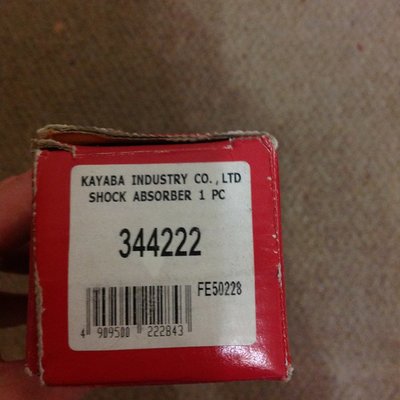 KAYABA INDUSTRY CO.,LTD
SHOCK ABSORBER 1 PC
344222
FE50228
4 909500 222843